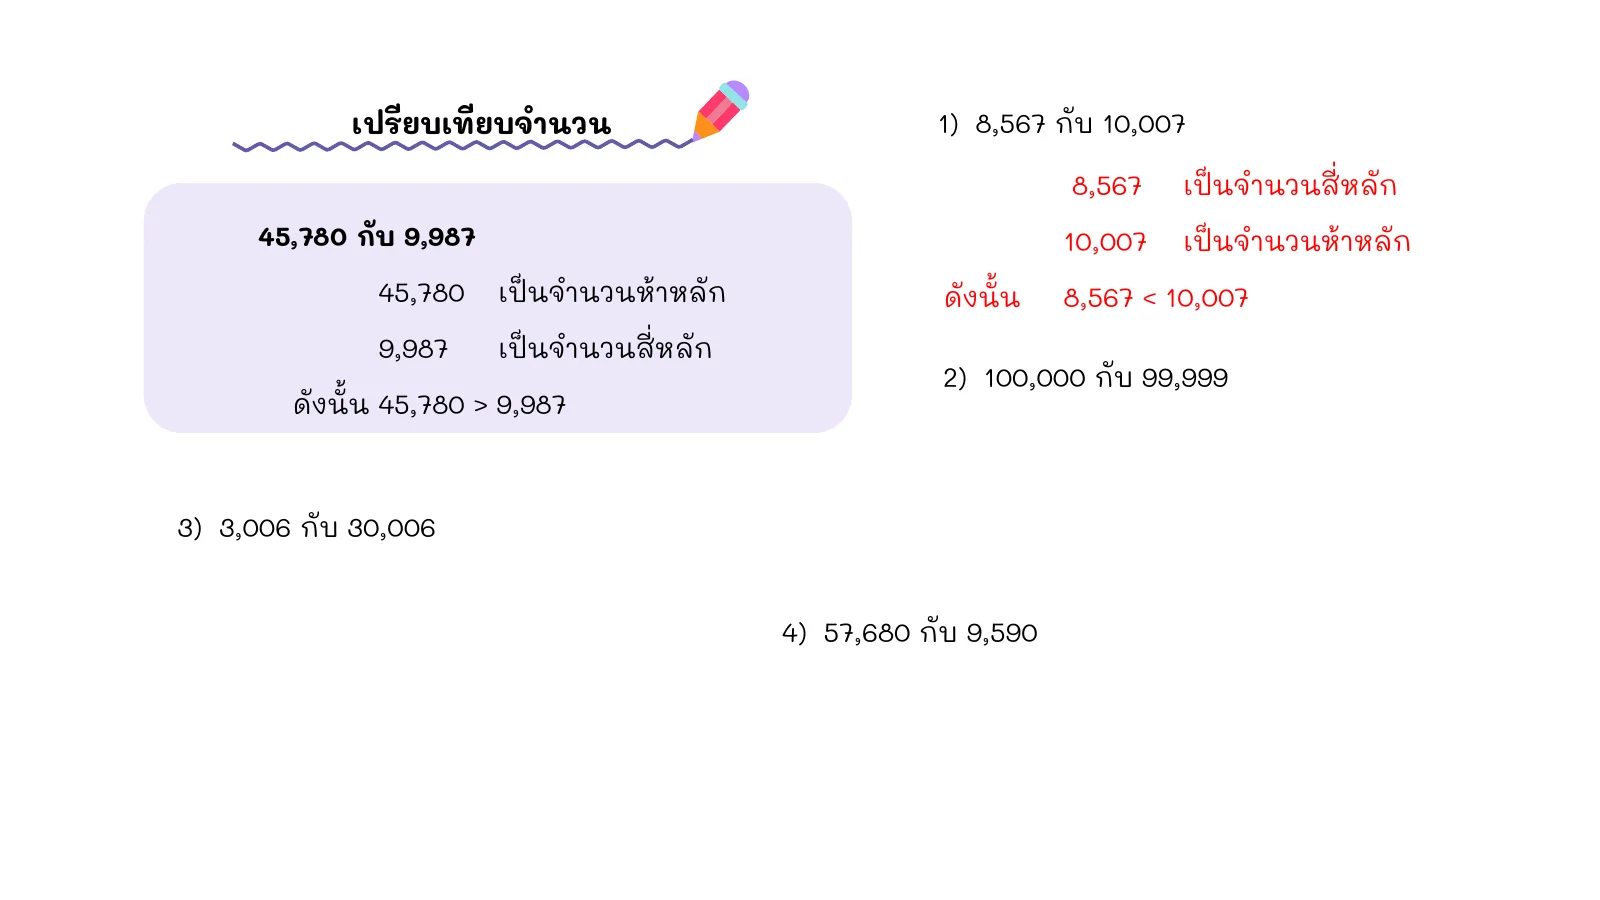 เปรียบเทียบจำนวน
45,780 กับ 9,987
45,780 เป็นจำนวนห้าหลัก
9,987 เป็นจำนวนสี่หลัก
ดังนั้น 45,780 > 9,987
1) 8,567 กับ 10,007
8,567 เป็นจำนวนสี่หลัก
10,007 เป็นจำนวนห้าหลัก
ดังนั้น 8,567 < 10,007
2) 100,000 กับ 99,999
3) 3,006 กับ 30,006
4) 57,680 กับ 9,590